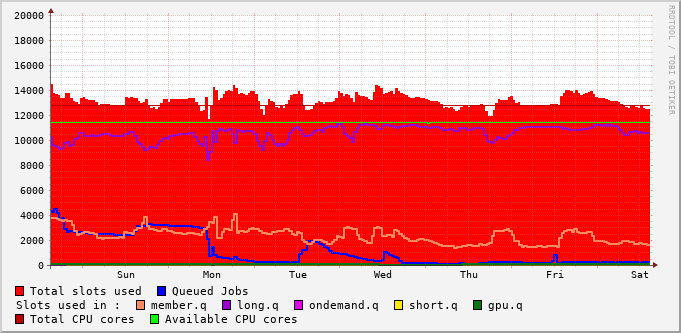 RRDTOOL / TOBI OETIKER
20000
18000
16000
14000
12000
10000
8000
6000
4000
2000
0
Sun Mon Tue Wed Thu Fri Sat
Total slots used Queued Jobs
Slots used in : member.q long.q ondemand.q short.q gpu.q
Total CPU cores Available CPU cores